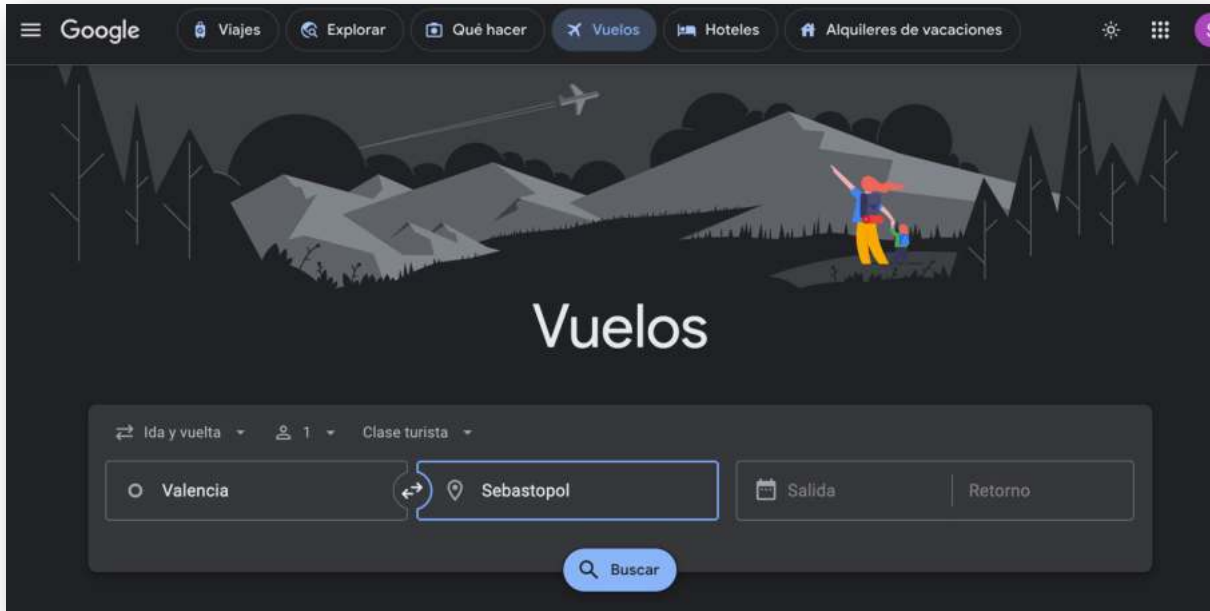 Google Viajes Explorar Qué hacer Vuelos Hoteles Alquileres de vacaciones S
Vuelos
Ida y vuelta 1 Clase turista
Valencia Sebastopol Salida Retorno
Buscar